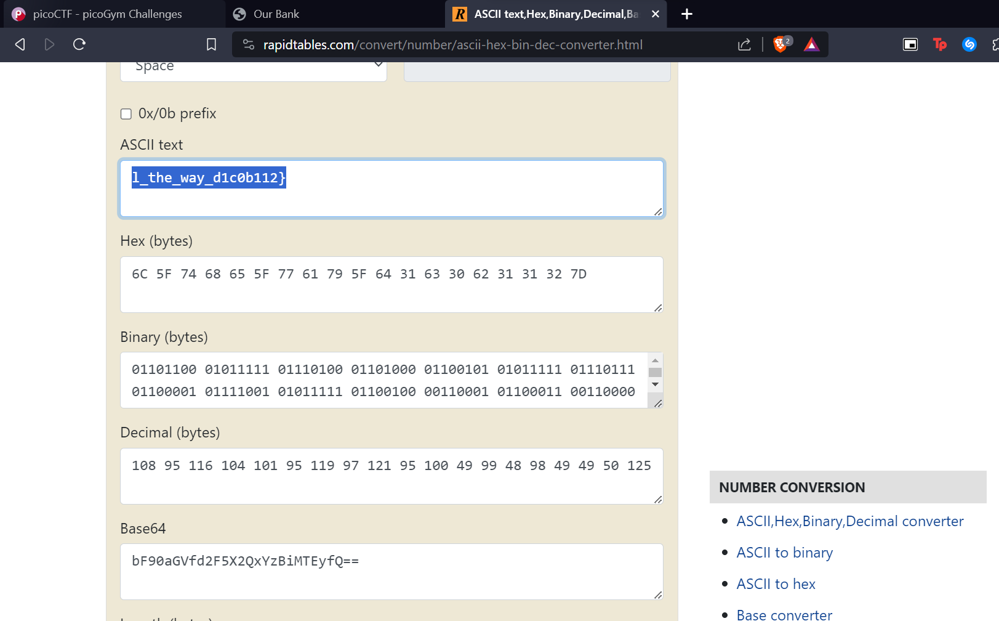 picoCTF - picoGym Challenges
Our Bank
ASCII text,Hex,Binary,Decimal,Ba
rapidtables.com/convert/number/ascii-hex-bin-dec-converter.html
2
Tp
Space
0x/0b prefix
ASCII text
l_the_way_d1c0b112}
Hex (bytes)
6C 5F 74 68 65 5F 77 61 79 5F 64 31 63 30 62 31 31 32 7D
Binary (bytes)
01101100 01011111 01110100 01101000 01100101 01011111 01110111
01100001 01111001 01011111 01100100 00110001 01100011 00110000
Decimal (bytes)
108 95 116 104 101 95 119 97 121 95 100 49 99 48 98 49 49 50 125
Base64
bF90aGVfd2F5X2QxYzBiMTEyfQ==
NUMBER CONVERSION
ASCII,Hex,Binary,Decimal converter
ASCII to binary
ASCII to hex
Base converter